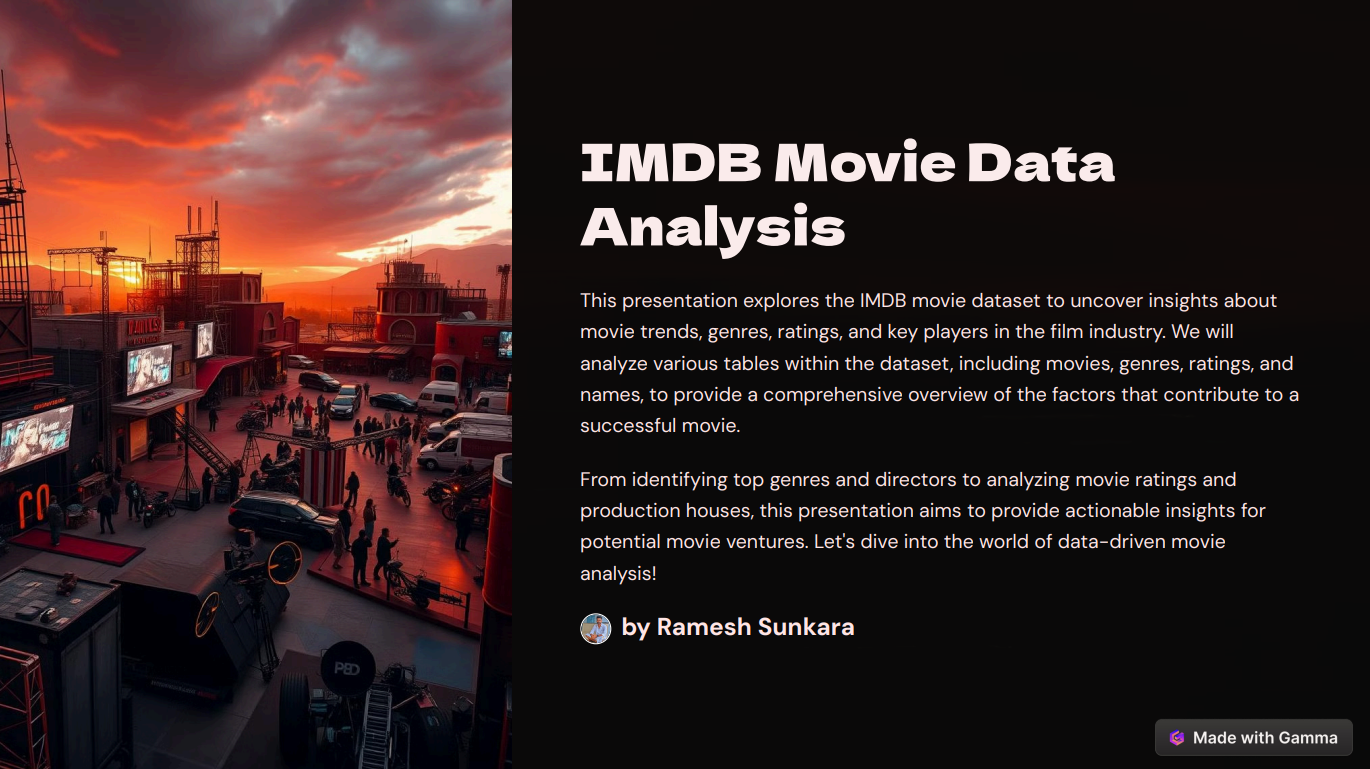 IMDB Movie Data
Analysis
This presentation explores the IMDB movie dataset to uncover insights about
movie trends, genres, ratings, and key players in the film industry. We will
analyze various tables within the dataset, including movies, genres, ratings, and
names, to provide a comprehensive overview of the factors that contribute to a
successful movie.
From identifying top genres and directors to analyzing movie ratings and
production houses, this presentation aims to provide actionable insights for
potential movie ventures. Let's dive into the world of data-driven movie
analysis!
by Ramesh Sunkara
Made with Gamma